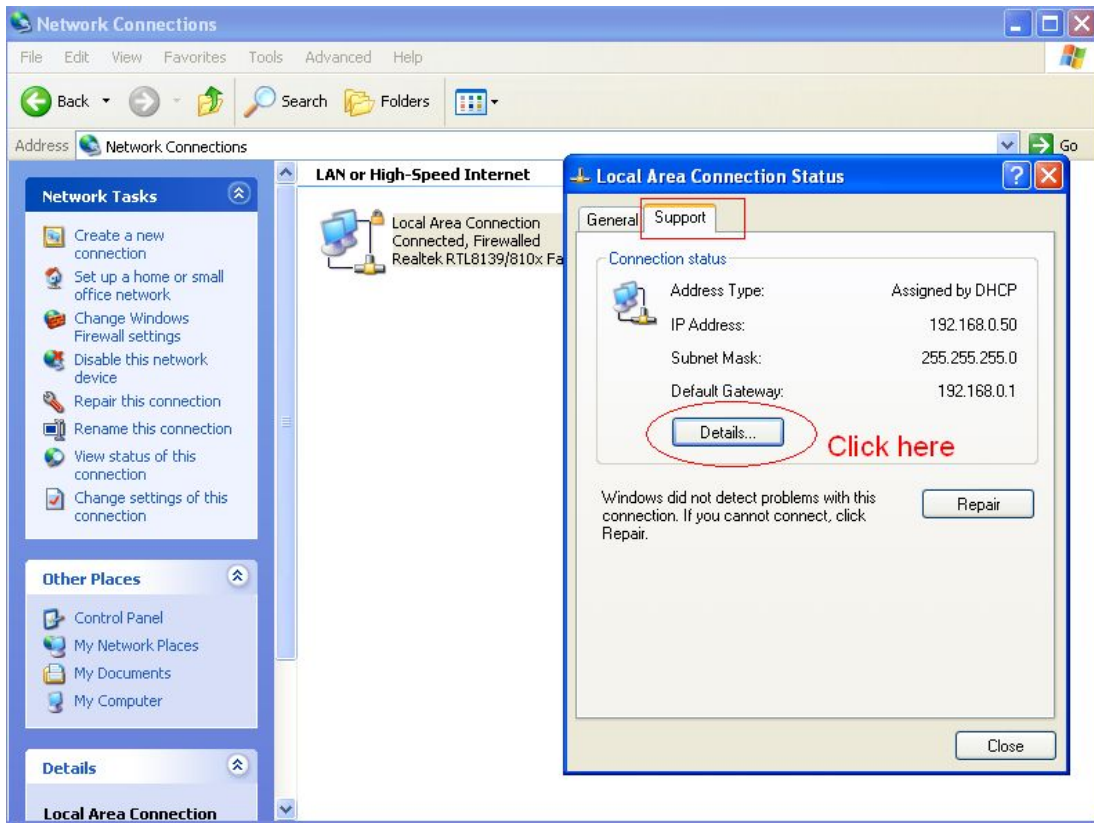 Network Connections
File Edit View Favorites Tools Advanced Help
Back Search Folders
Address Network Connections Go
Network Tasks
Create a new
connection
Set up a home or small
office network
Change Windows
Firewall settings
Disable this network
device
Repair this connection
Rename this connection
View status of this
connection
Change settings of this
connection
Other Places
Control Panel
My Network Places
My Documents
My Computer
Details
Local Area Connection
LAN or High-Speed Internet
Local Area Connection
Connected, Firewalled
Realtek RTL8139/810x Fa
Local Area Connection Status
General Support
Connection status
Address Type: Assigned by DHCP
IP Address: 192.168.0.50
Subnet Mask: 255.255.255.0
Default Gateway: 192.168.0.1
Details...
Click here
Windows did not detect problems with this
connection. If you cannot connect, click
Repair.
Repair
Close